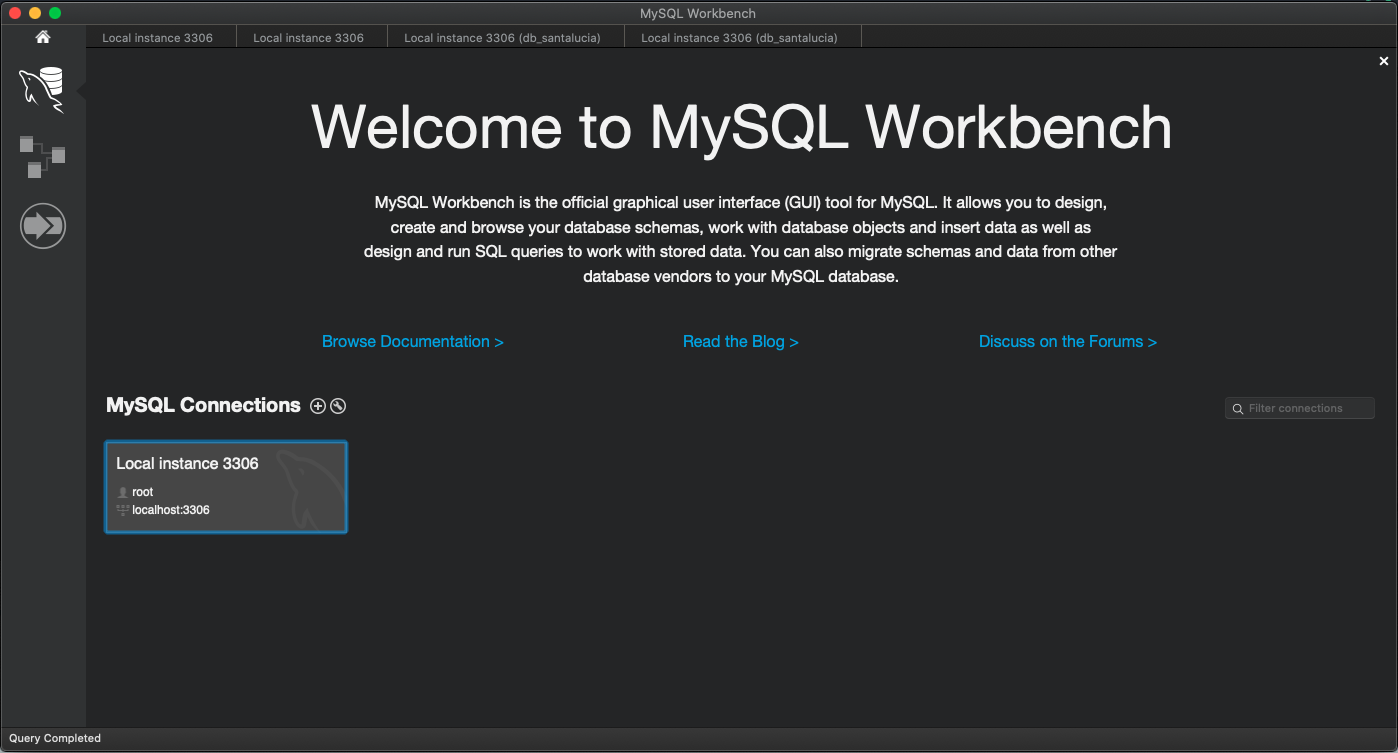 MySQL Workbench
Local instance 3306
Local instance 3306
Local instance 3306 (db_santalucia)
Local instance 3306 (db_santalucia)
Welcome to MySQL Workbench
MySQL Workbench is the official graphical user interface (GUI) tool for MySQL. It allows you to design,
create and browse your database schemas, work with database objects and insert data as well as
design and run SQL queries to work with stored data. You can also migrate schemas and data from other
database vendors to your MySQL database.
Browse Documentation >
Read the Blog >
Discuss on the Forums >
MySQL Connections
Filter connections
Local instance 3306
root
localhost:3306
Query Completed